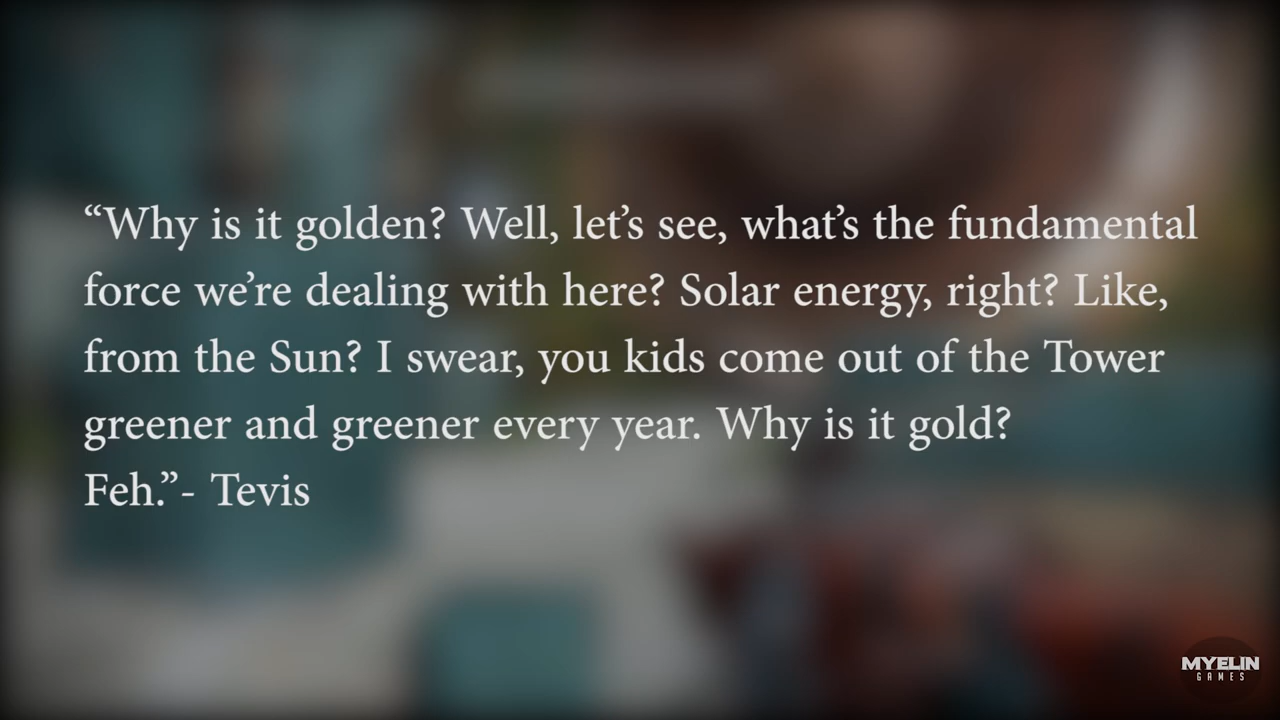 “Why is it golden? Well, let’s see, what’s the fundamental
force we’re dealing with here? Solar energy, right? Like,
from the Sun? I swear, you kids come out of the Tower
greener and greener every year. Why is it gold?
Feh.”- Tevis
MYELIN
GAMES